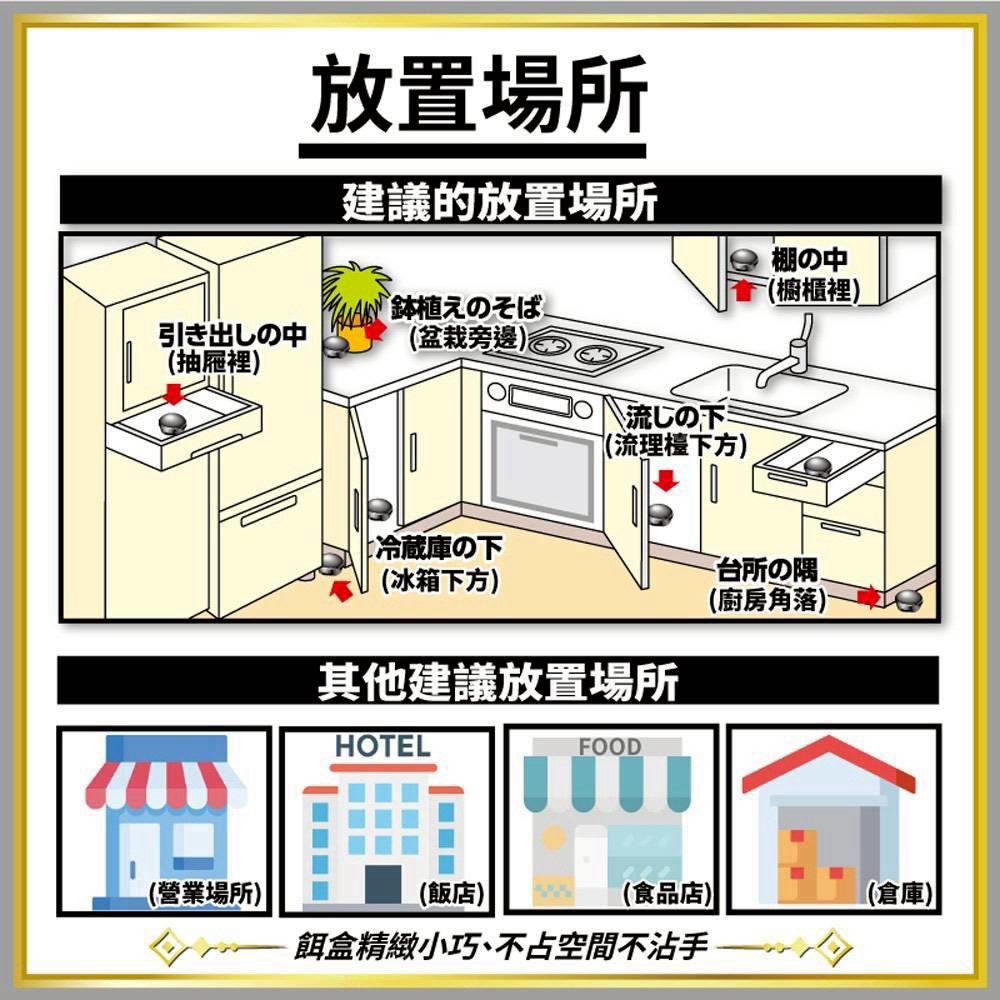 放置場所
建議的放置場所
棚の中
(櫥櫃裡)
鉢植えのそば
(盆栽旁邊)
引き出しの中
(抽屜裡)
流しの下
(流理檯下方)
冷蔵庫の下
(冰箱下方)
台所の隅
(廚房角落)
其他建議放置場所
HOTEL
FOOD
(營業場所)
(飯店)
(食品店)
(倉庫)
餌盒精緻小巧、不占空間不沾手